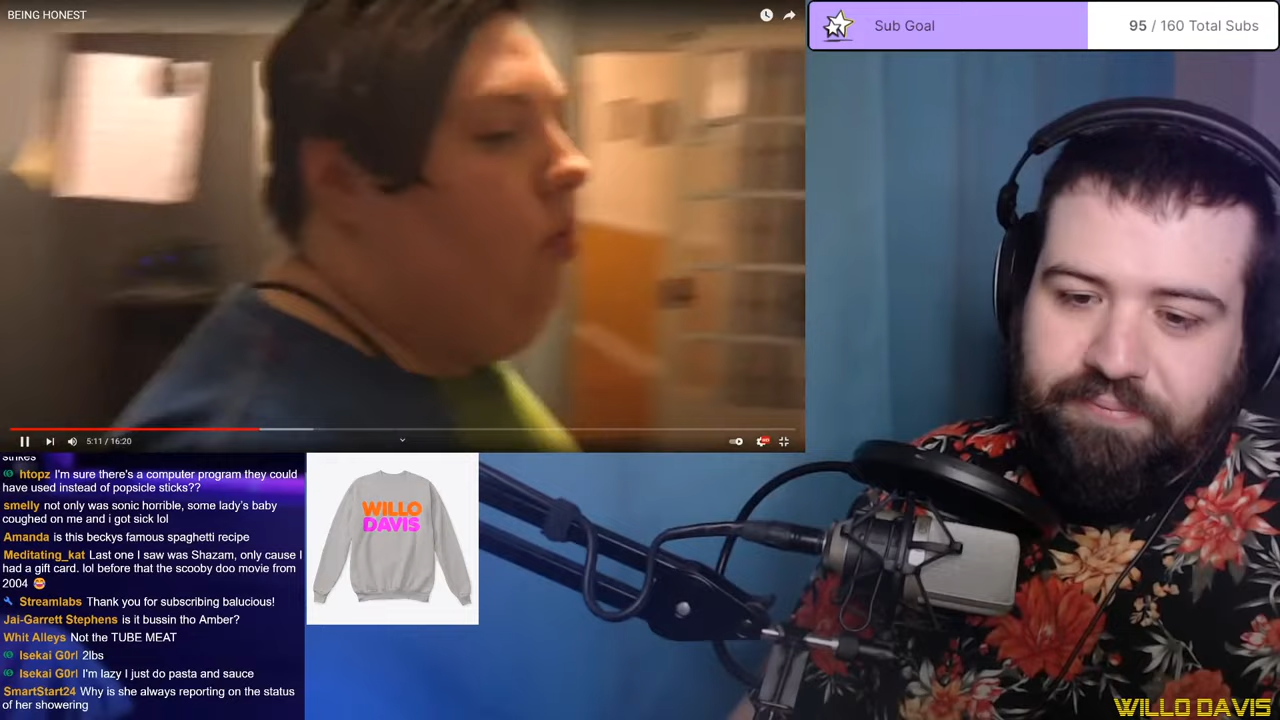 BEING HONEST
Sub Goal
95 / 160 Total Subs
5:11 / 16:20
strikes
htopz I'm sure there's a computer program they could
have used instead of popsicle sticks??
smelly not only was sonic horrible, some lady's baby
coughed on me and i got sick lol
Amanda is this beckys famous spaghetti recipe
Meditating_kat Last one I saw was Shazam, only cause I
had a gift card. lol before that the scooby doo movie from
2004 😄
Streamlabs Thank you for subscribing balucious!
Jai-Garrett Stephens is it bussin tho Amber?
Whit Alleys Not the TUBE MEAT
Isekai G0rl 2lbs
Isekai G0rl I'm lazy I just do pasta and sauce
SmartStart24 Why is she always reporting on the status
of her showering
WILLO
DAVIS
WILLO DAVIS